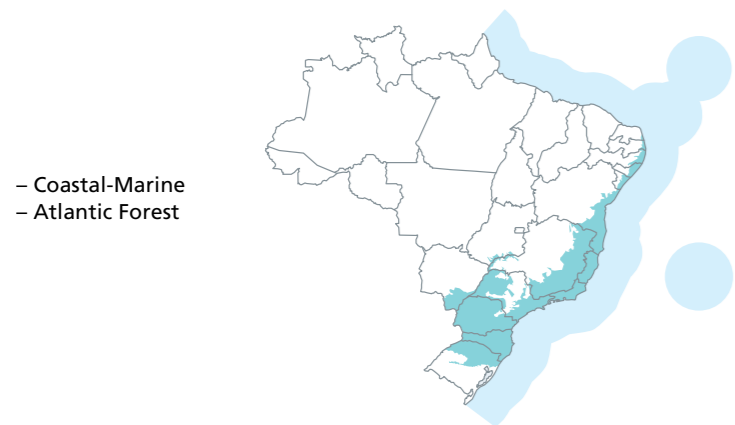 – Coastal-Marine
– Atlantic Forest